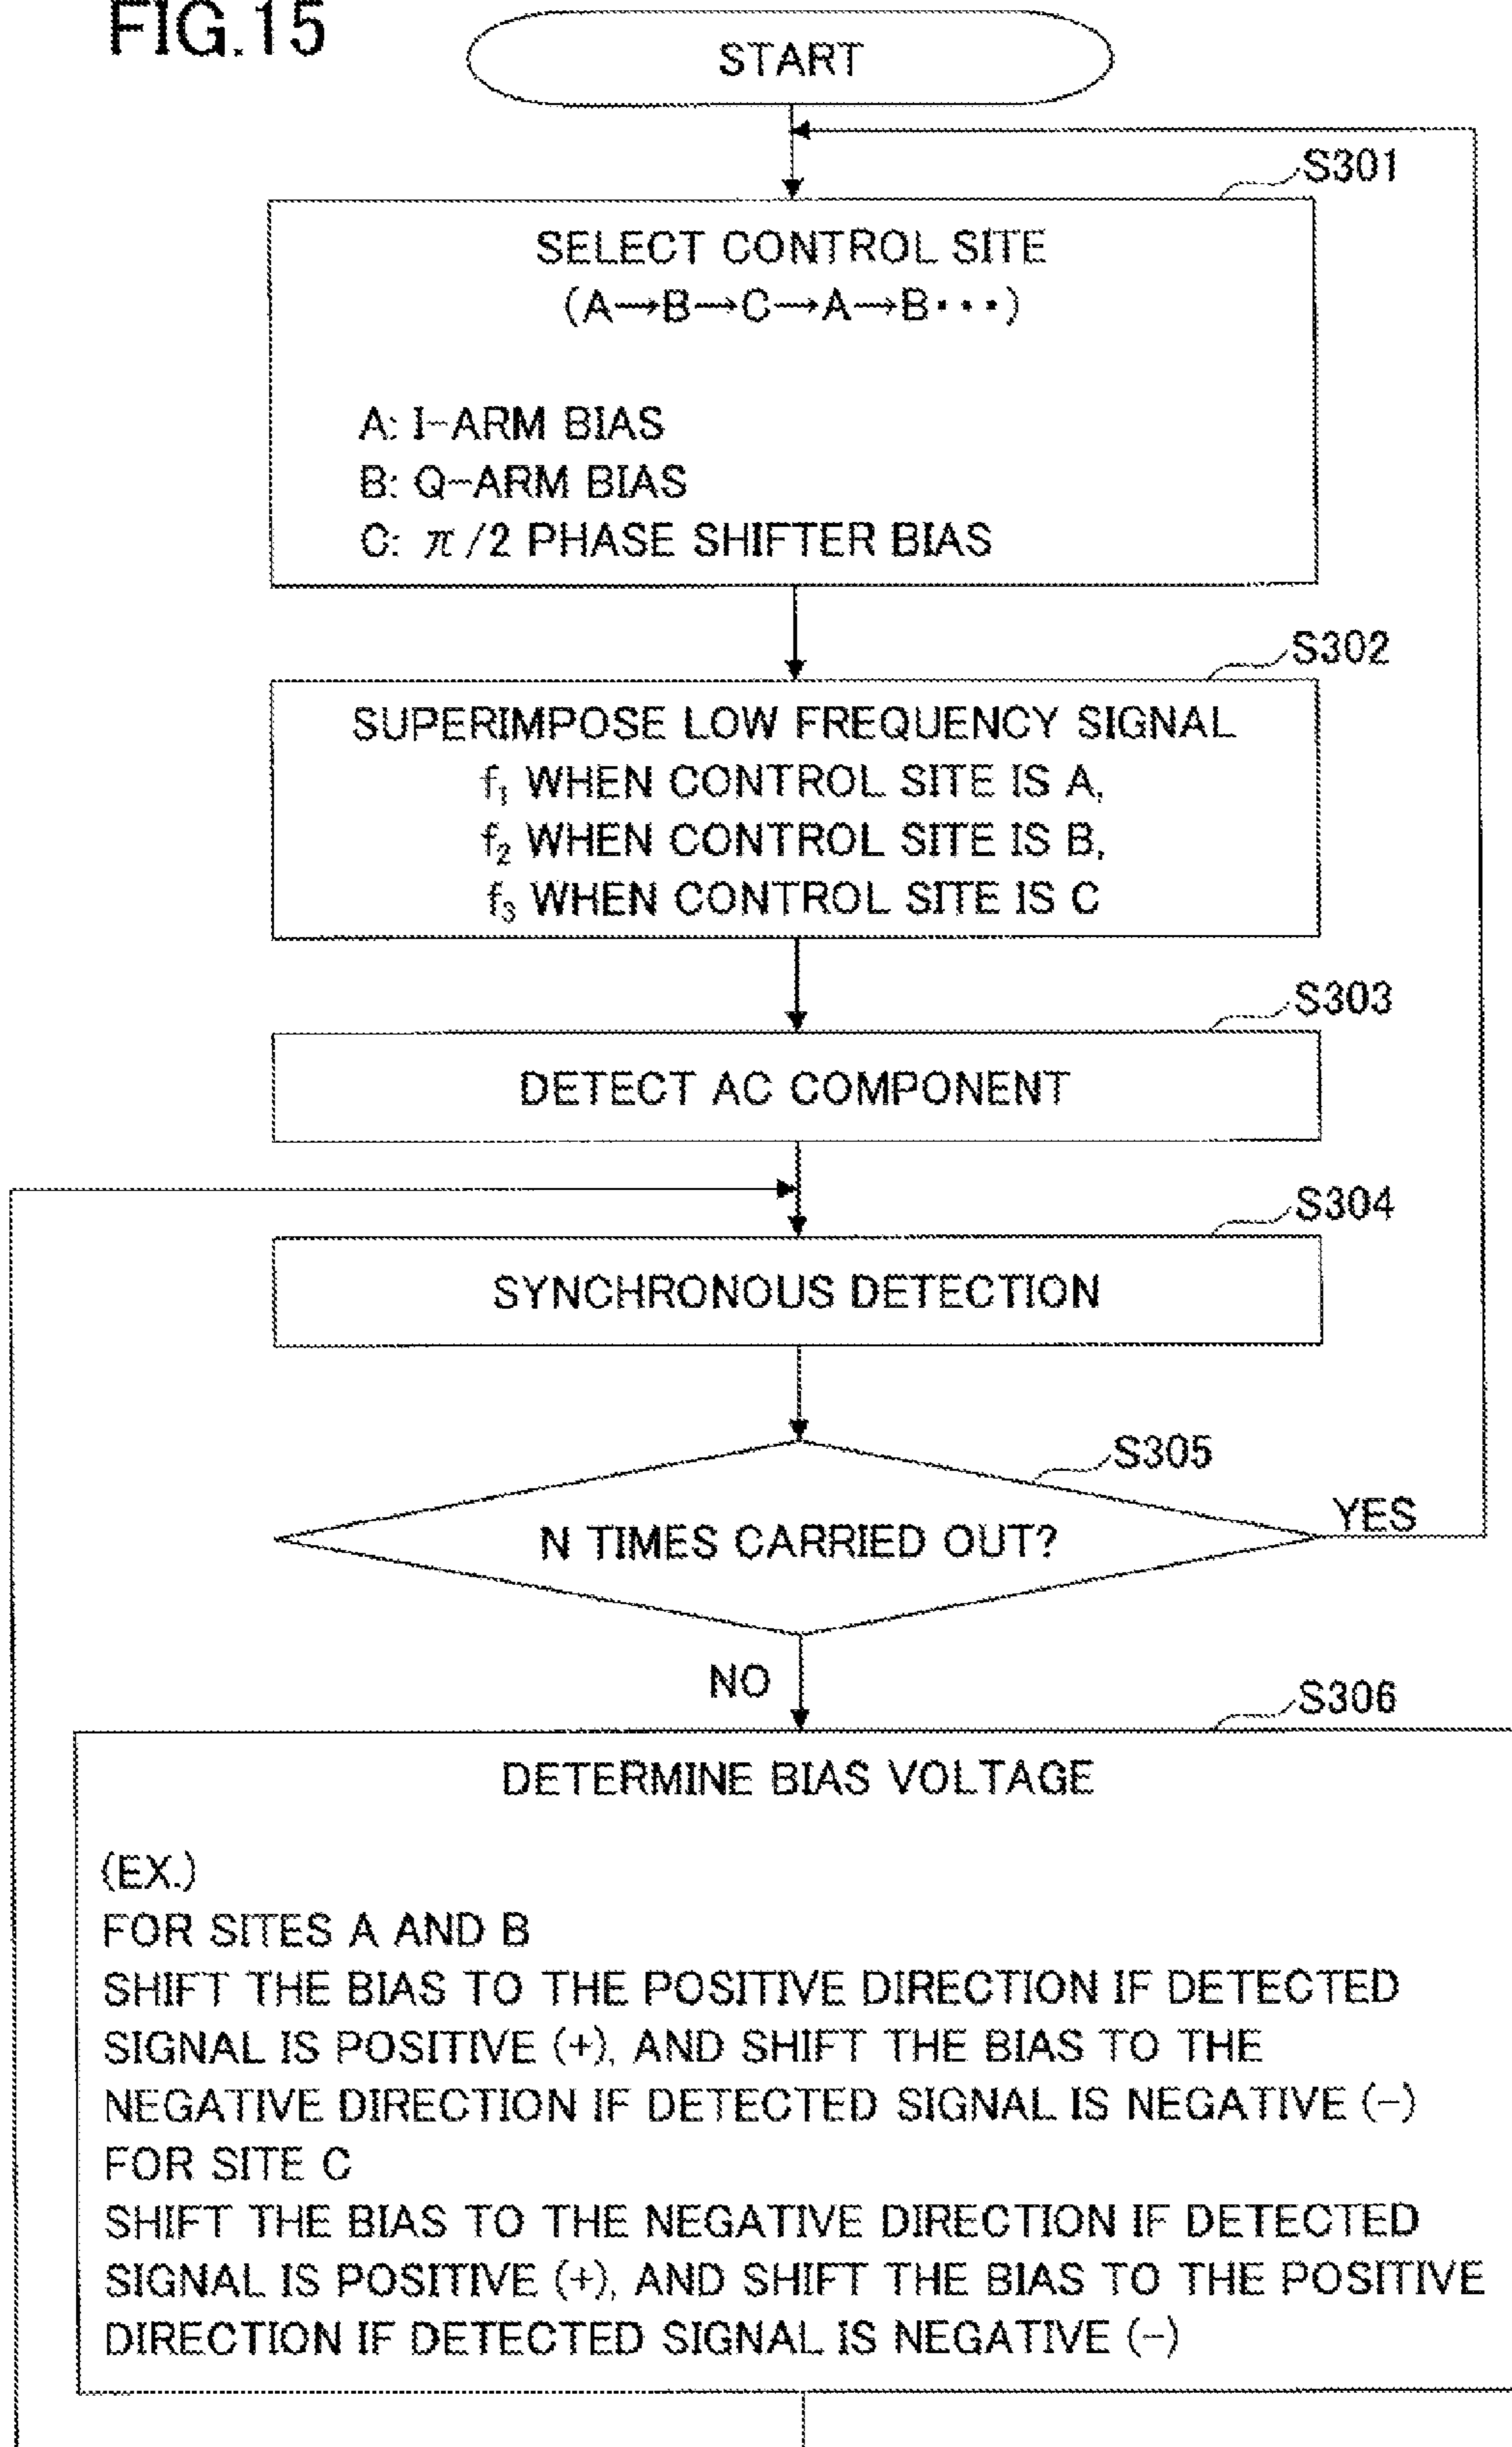 FIG.15
START
S301
SELECT CONTROL SITE
(A→B→C→A→B・・・)
A: I-ARM BIAS
B: Q-ARM BIAS
C: π/2 PHASE SHIFTER BIAS
S302
SUPERIMPOSE LOW FREQUENCY SIGNAL
f₁ WHEN CONTROL SITE IS A,
f₂ WHEN CONTROL SITE IS B,
f₃ WHEN CONTROL SITE IS C
S303
DETECT AC COMPONENT
S304
SYNCHRONOUS DETECTION
S305
N TIMES CARRIED OUT?
YES
NO
S306
DETERMINE BIAS VOLTAGE
(EX.)
FOR SITES A AND B
SHIFT THE BIAS TO THE POSITIVE DIRECTION IF DETECTED
SIGNAL IS POSITIVE (+), AND SHIFT THE BIAS TO THE
NEGATIVE DIRECTION IF DETECTED SIGNAL IS NEGATIVE (-)
FOR SITE C
SHIFT THE BIAS TO THE NEGATIVE DIRECTION IF DETECTED
SIGNAL IS POSITIVE (+), AND SHIFT THE BIAS TO THE POSITIVE
DIRECTION IF DETECTED SIGNAL IS NEGATIVE (-)